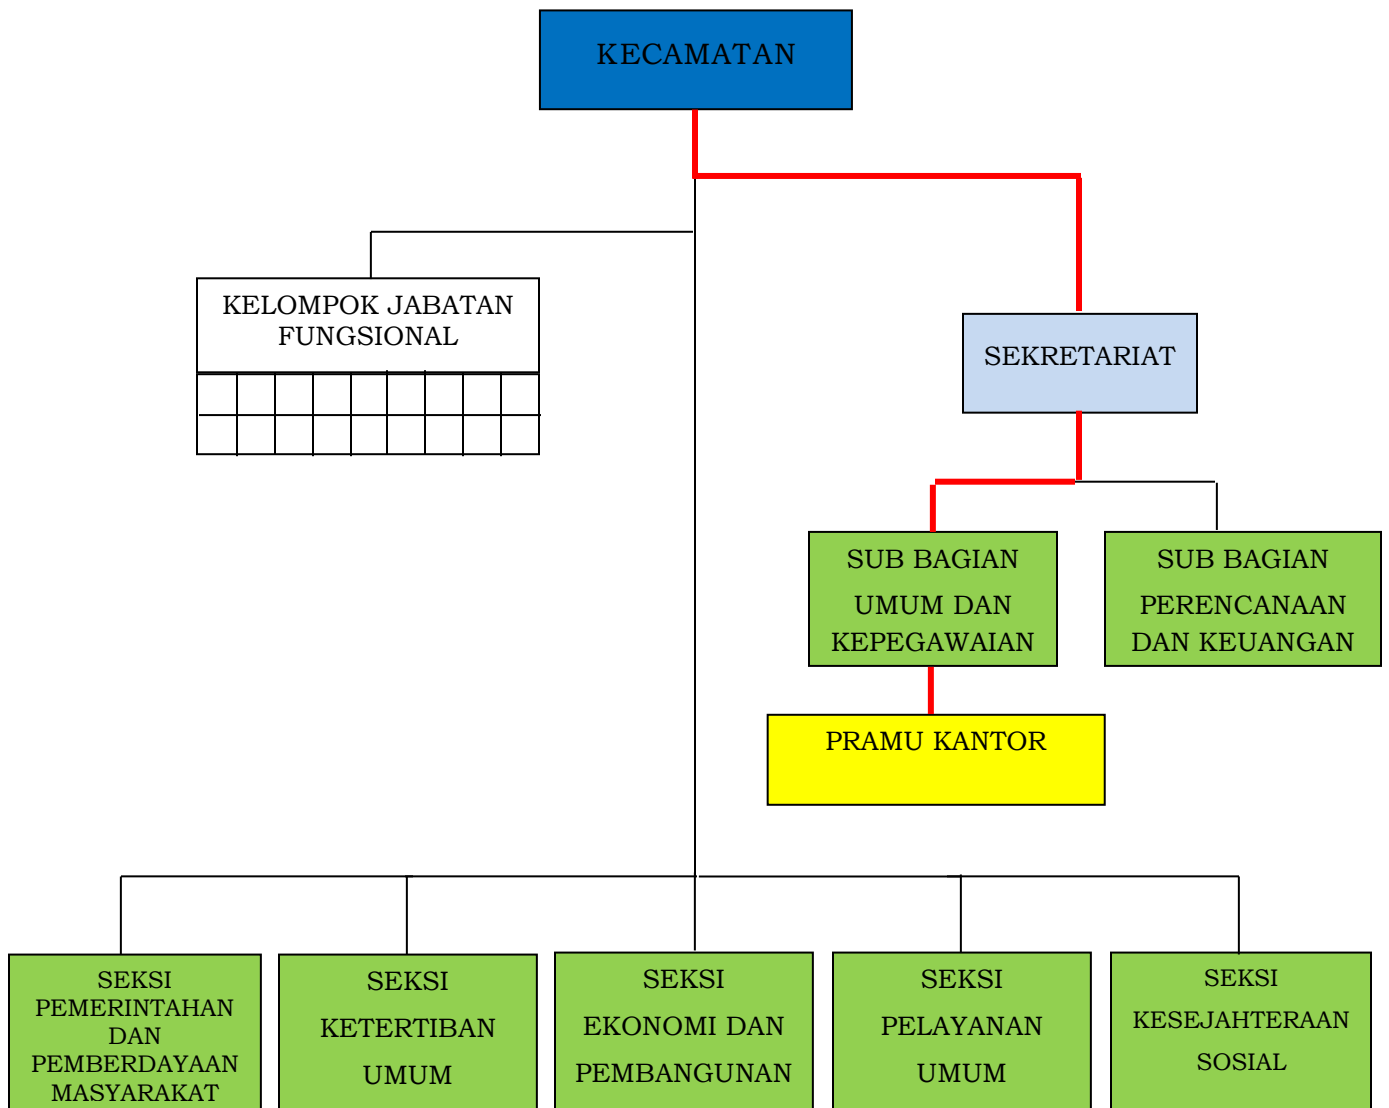 KECAMATAN
KELOMPOK JABATAN
FUNGSIONAL
SEKRETARIAT
SUB BAGIAN
UMUM DAN
KEPEGAWAIAN
SUB BAGIAN
PERENCANAAN
DAN KEUANGAN
PRAMU KANTOR
SEKSI
PEMERINTAHAN
DAN
PEMBERDAYAAN
MASYARAKAT
SEKSI
KETERTIBAN
UMUM
SEKSI
EKONOMI DAN
PEMBANGUNAN
SEKSI
PELAYANAN
UMUM
SEKSI
KESEJAHTERAAN
SOSIAL